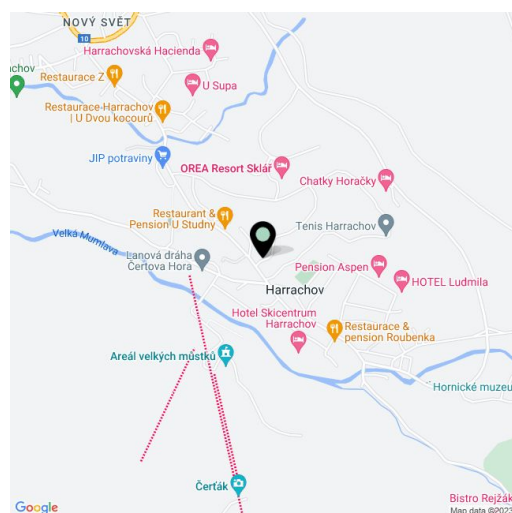 NOVÝ SVĚT
10
Harrachovská Hacienda
Restaurace Z
achov
U Supa
Restaurace Harrachov
| U Dvou kocourů
JIP potraviny
OREA Resort Sklář
Chatky Horačky
Restaurant &
Pension U Studny
Tenis Harrachov
Velká Mumlava
Lanová dráha
Čertova Hora
Pension Aspen
HOTEL Ludmila
Harrachov
Hotel Skicentrum
Harrachov
Restaurace &
pension Roubenka
Areál velkých můstků
Hornické muzeu
Čerťák
Bistro Rejžák
Google
Map data ©2023